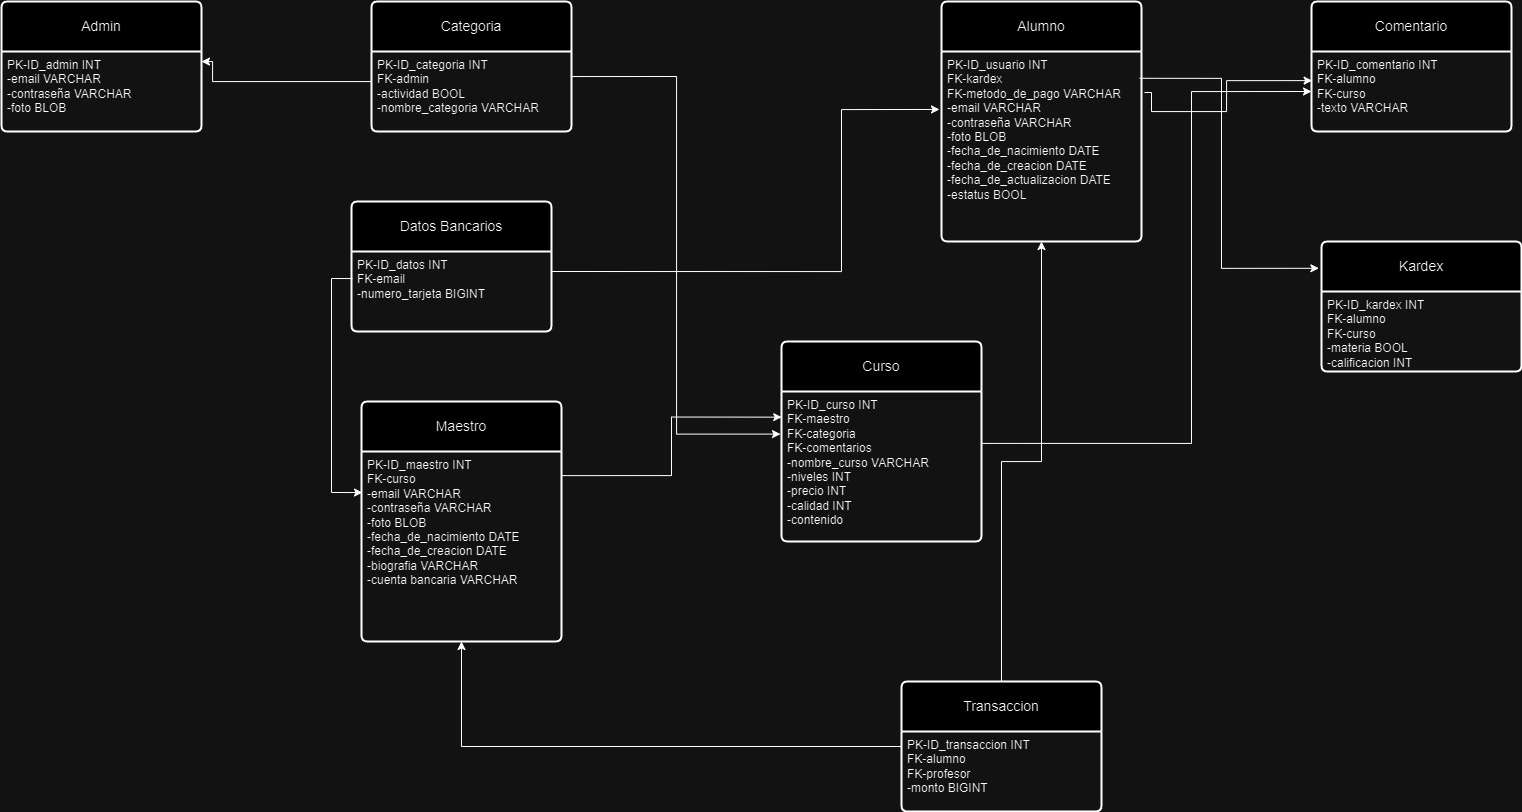 Admin
PK-ID_admin INT
-email VARCHAR
-contraseña VARCHAR
-foto BLOB
Categoria
PK-ID_categoria INT
FK-admin
-actividad BOOL
-nombre_categoria VARCHAR
Alumno
PK-ID_usuario INT
FK-kardex
FK-metodo_de_pago VARCHAR
-email VARCHAR
-contraseña VARCHAR
-foto BLOB
-fecha_de_nacimiento DATE
-fecha_de_creacion DATE
-fecha_de_actualizacion DATE
-estatus BOOL
Comentario
PK-ID_comentario INT
FK-alumno
FK-curso
-texto VARCHAR
Datos Bancarios
PK-ID_datos INT
FK-email
-numero_tarjeta BIGINT
Kardex
PK-ID_kardex INT
FK-alumno
FK-curso
-materia BOOL
-calificacion INT
Curso
PK-ID_curso INT
FK-maestro
FK-categoria
FK-comentarios
-nombre_curso VARCHAR
-niveles INT
-precio INT
-calidad INT
-contenido
Maestro
PK-ID_maestro INT
FK-curso
-email VARCHAR
-contraseña VARCHAR
-foto BLOB
-fecha_de_nacimiento DATE
-fecha_de_creacion DATE
-biografia VARCHAR
-cuenta bancaria VARCHAR
Transaccion
PK-ID_transaccion INT
FK-alumno
FK-profesor
-monto BIGINT